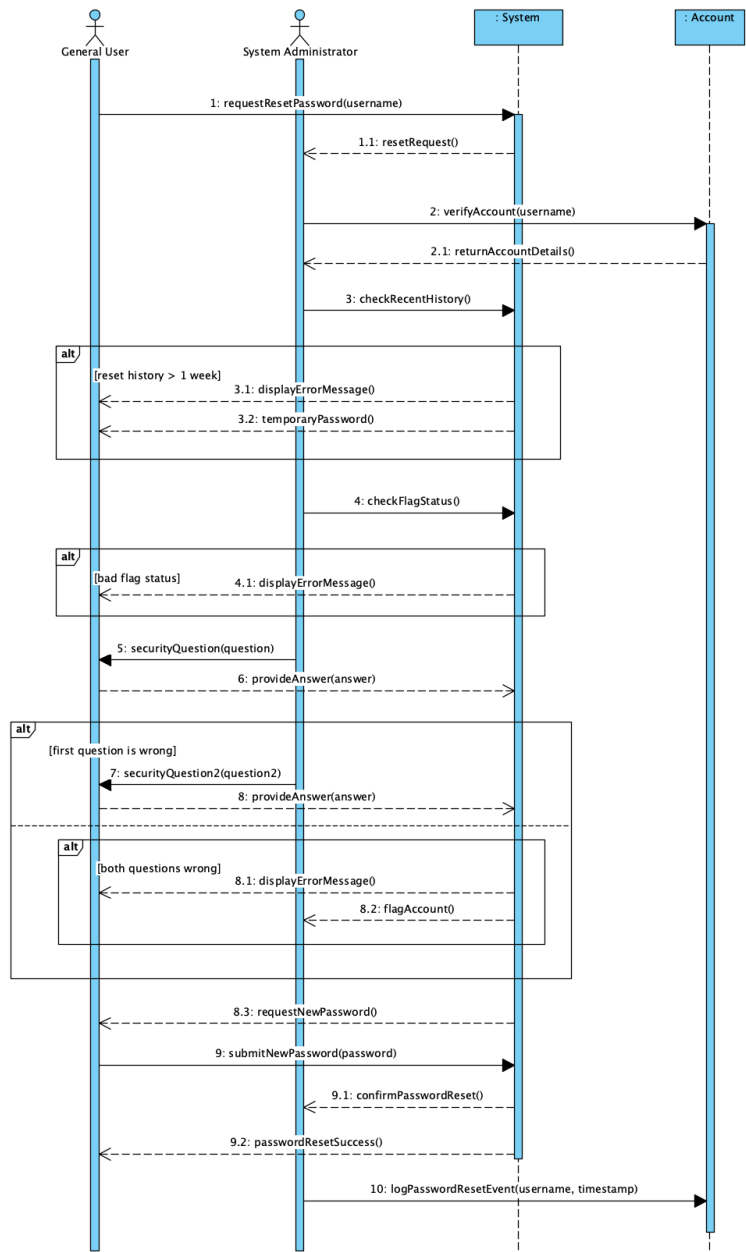 General User
System Administrator
: System
: Account
1: requestResetPassword(username)
1.1: resetRequest()
2: verifyAccount(username)
2.1: returnAccountDetails()
3: checkRecentHistory()
alt
[reset history > 1 week]
3.1: displayErrorMessage()
3.2: temporaryPassword()
4: checkFlagStatus()
alt
[bad flag status]
4.1: displayErrorMessage()
5: securityQuestion(question)
6: provideAnswer(answer)
alt
[first question is wrong]
7: securityQuestion2(question2)
8: provideAnswer(answer)
alt
[both questions wrong]
8.1: displayErrorMessage()
8.2: flagAccount()
8.3: requestNewPassword()
9: submitNewPassword(password)
9.1: confirmPasswordReset()
9.2: passwordResetSuccess()
10: logPasswordResetEvent(username, timestamp)